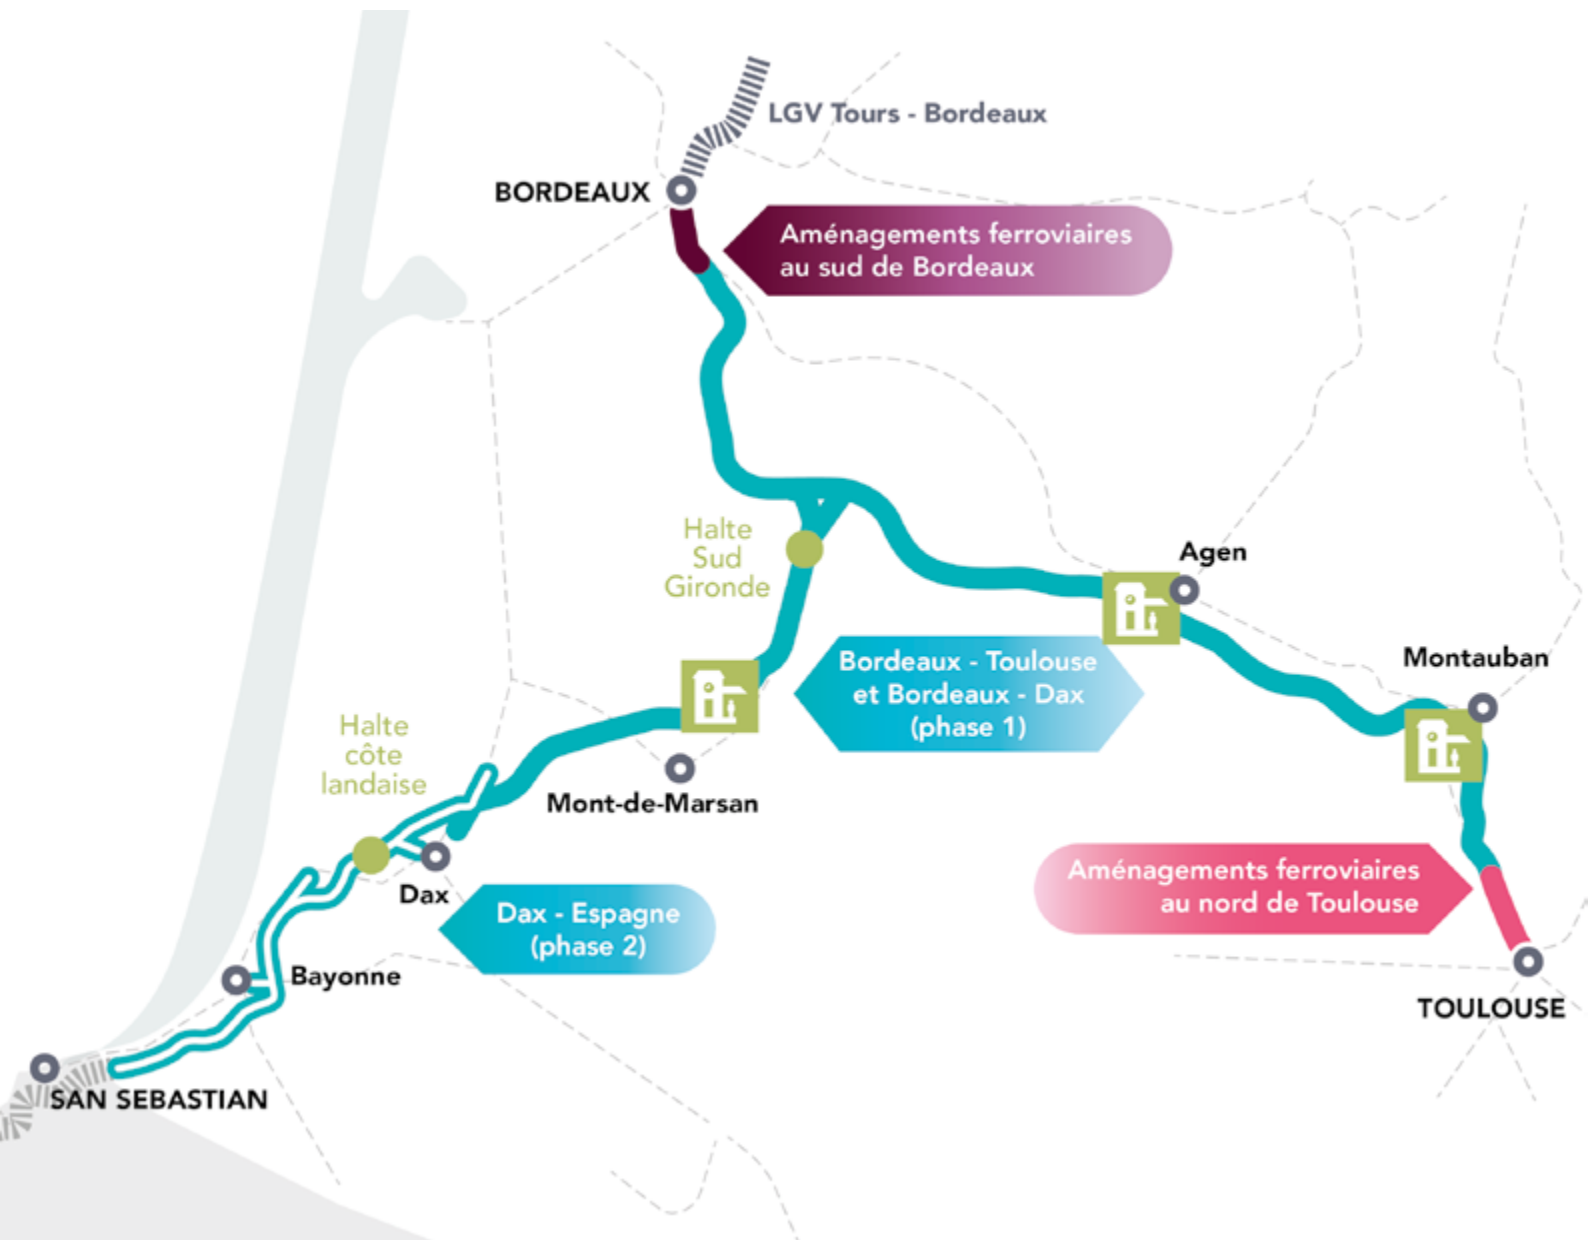 LGV Tours - Bordeaux
BORDEAUX
Aménagements ferroviaires
au sud de Bordeaux
Halte
Sud
Gironde
Agen
Bordeaux - Toulouse
et Bordeaux - Dax
(phase 1)
Montauban
Halte
côte
landaise
Mont-de-Marsan
Aménagements ferroviaires
au nord de Toulouse
Dax
Dax - Espagne
(phase 2)
Bayonne
TOULOUSE
SAN SEBASTIAN